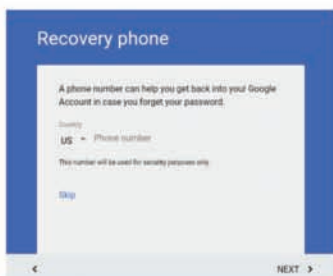 Recovery phone
A phone number can help you get back into your Google
Account in case you forget your password.
Country
US Phone number
This number will be used for security purposes only.
Skip
NEXT